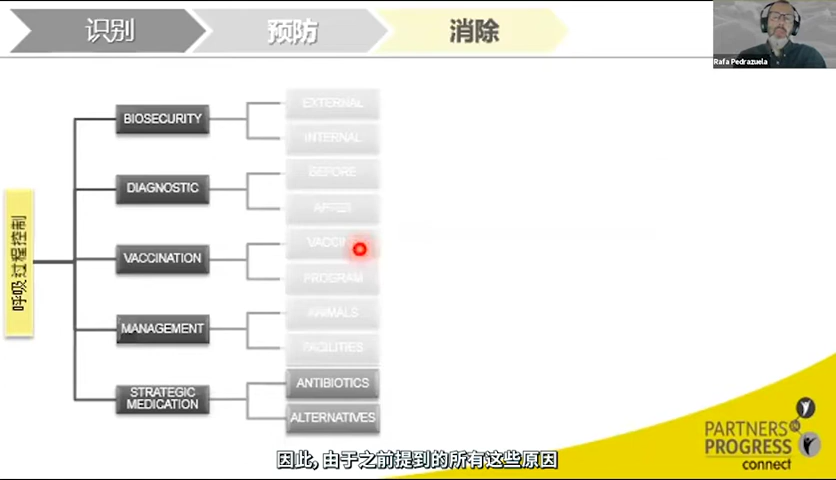 识别
预防
消除
Rafa Pedrazuela
呼吸过程控制
BIOSECURITY
EXTERNAL
INTERNAL
DIAGNOSTIC
BEFORE
AFTER
VACCINATION
PROGRAM
MANAGEMENT
ANIMALS
FACILITIES
STRATEGIC
MEDICATION
ANTIBIOTICS
ALTERNATIVES
PARTNERS IN
PROGRESS
connect
因此, 由于之前提到的所有这些原因